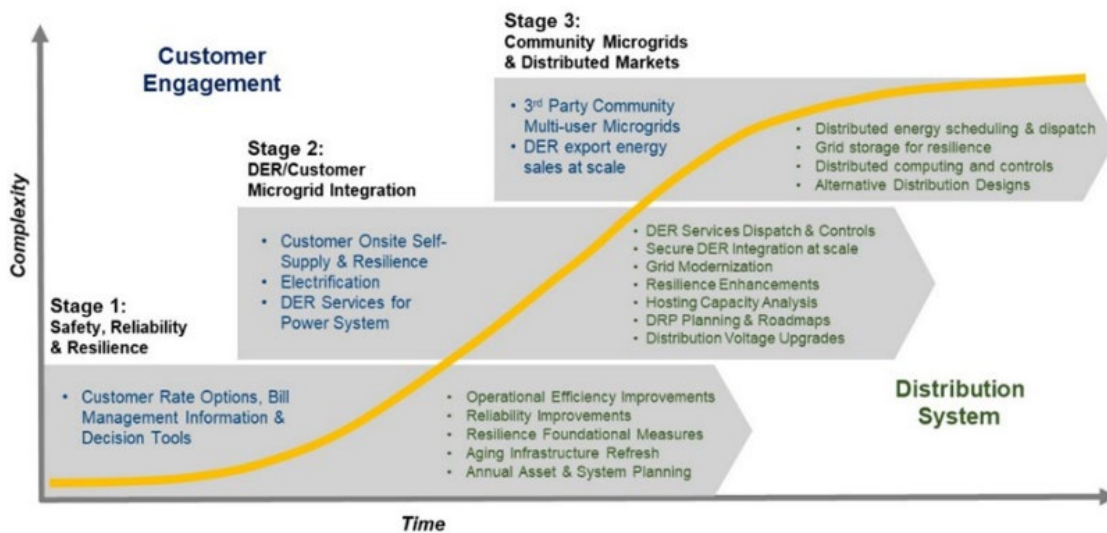 Customer
Engagement
Stage 3:
Community Microgrids
& Distributed Markets
• 3rd Party Community
Multi-user Microgrids
• DER export energy
sales at scale
• Distributed energy scheduling & dispatch
• Grid storage for resilience
• Distributed computing and controls
• Alternative Distribution Designs
Stage 2:
DER/Customer
Microgrid Integration
• Customer Onsite Self-
Supply & Resilience
• Electrification
• DER Services for
Power System
• DER Services Dispatch & Controls
• Secure DER Integration at scale
• Grid Modernization
• Resilience Enhancements
• Hosting Capacity Analysis
• DRP Planning & Roadmaps
• Distribution Voltage Upgrades
Stage 1:
Safety, Reliability
& Resilience
• Customer Rate Options, Bill
Management Information &
Decision Tools
• Operational Efficiency Improvements
• Reliability Improvements
• Resilience Foundational Measures
• Aging Infrastructure Refresh
• Annual Asset & System Planning
Distribution
System
Complexity
Time